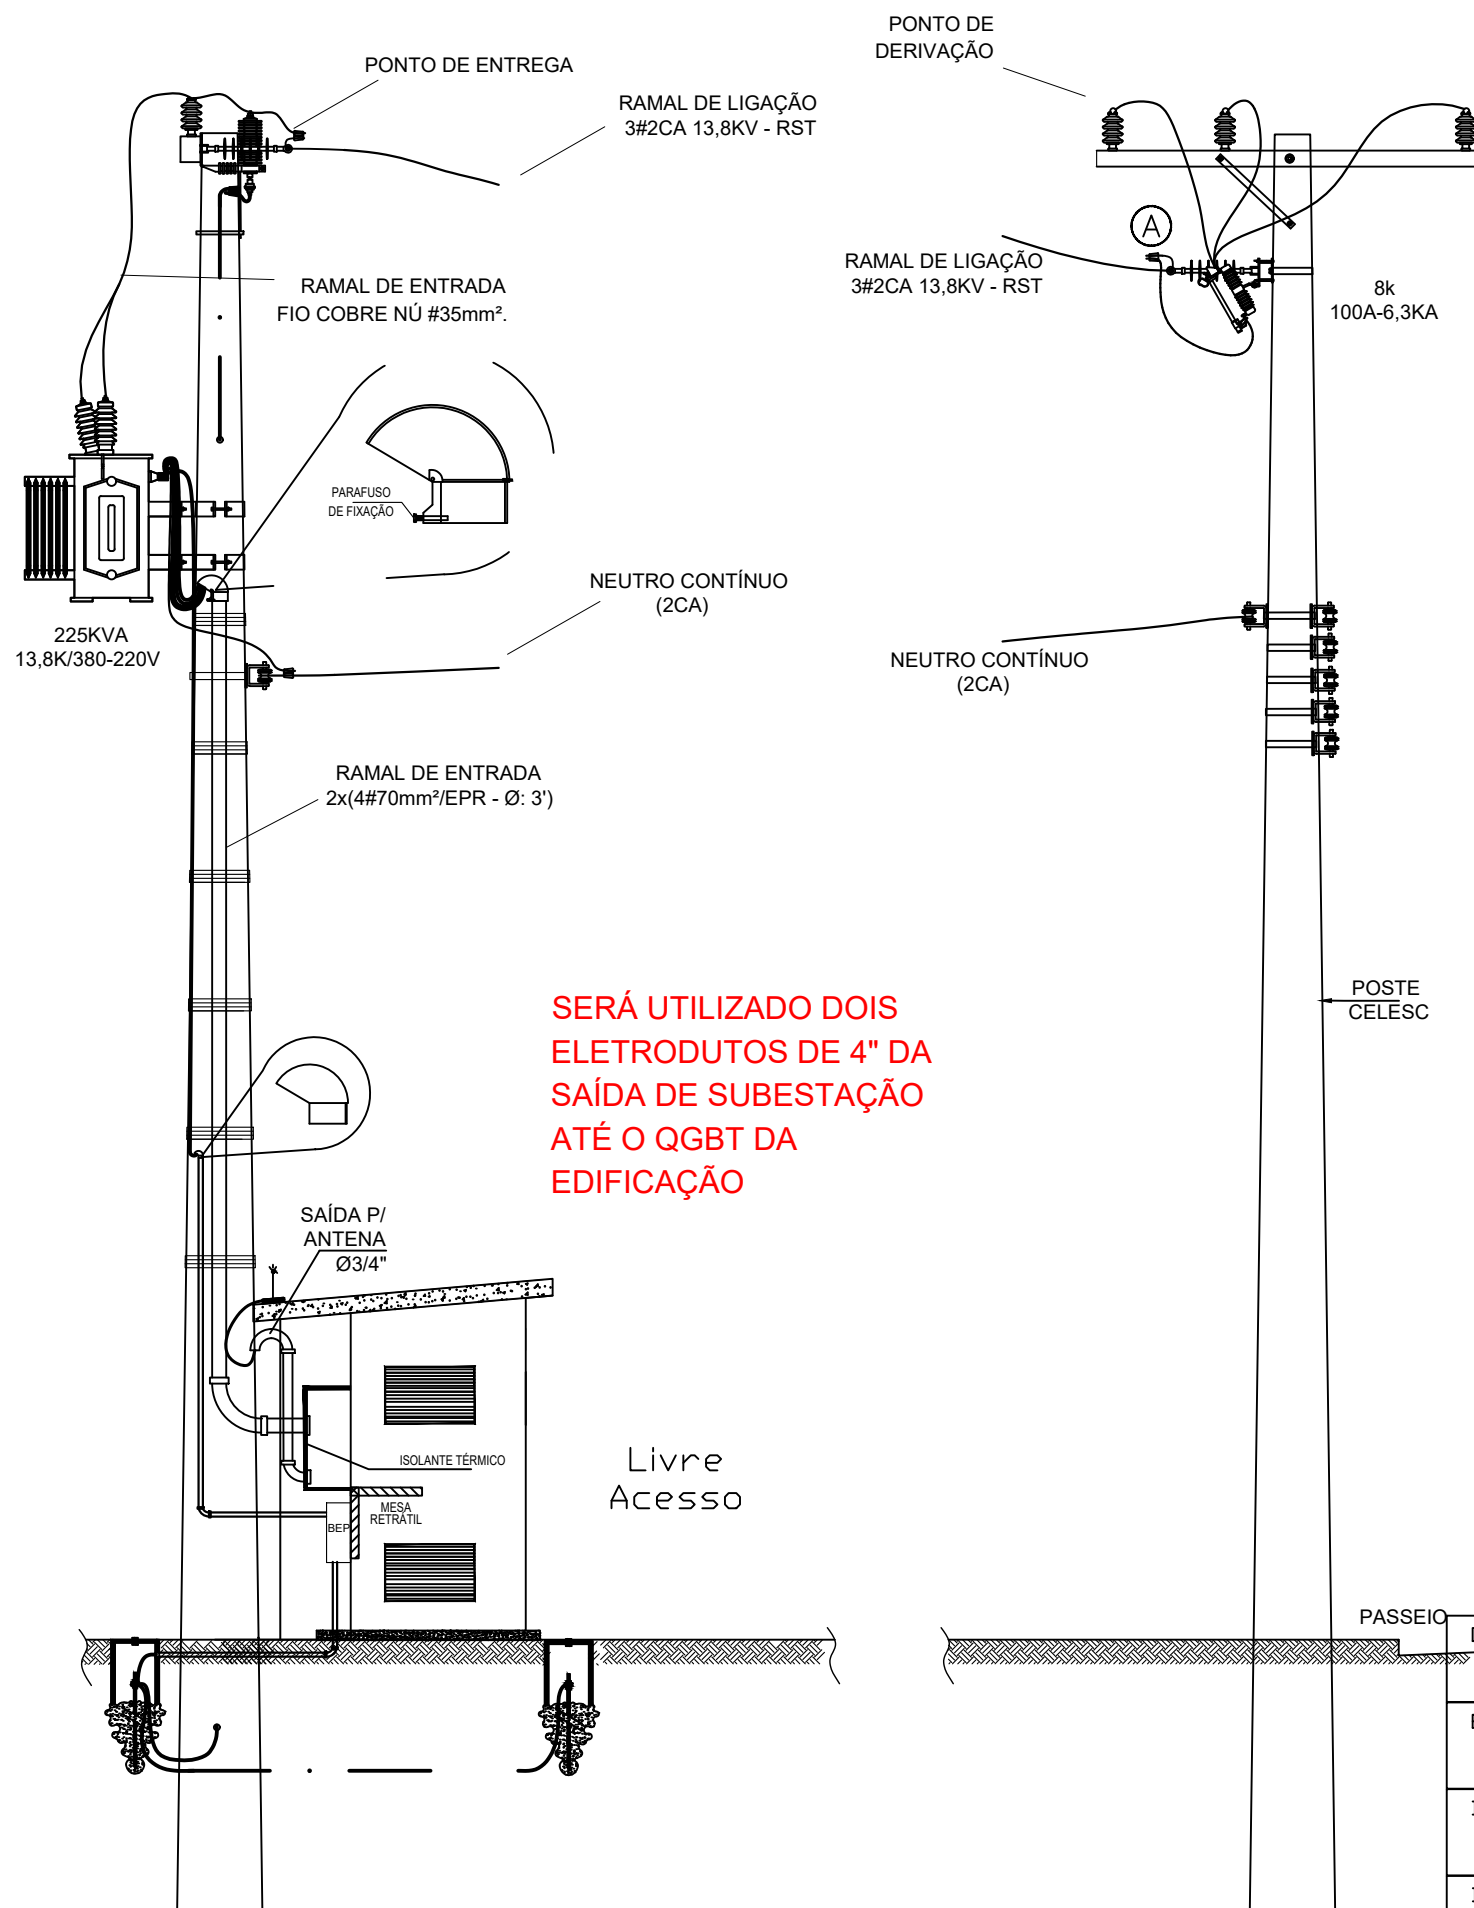 PONTO DE
DERIVAÇÃO
PONTO DE ENTREGA
RAMAL DE LIGAÇÃO
3#2CA 13,8KV - RST
A
RAMAL DE LIGAÇÃO
3#2CA 13,8KV - RST
8k
100A-6,3KA
RAMAL DE ENTRADA
FIO COBRE NÚ #35mm².
PARAFUSO
DE FIXAÇÃO
NEUTRO CONTÍNUO
(2CA)
225KVA
13,8K/380-220V
NEUTRO CONTÍNUO
(2CA)
RAMAL DE ENTRADA
2x(4#70mm²/EPR - Ø: 3')
POSTE
CELESC
SERÁ UTILIZADO DOIS
ELETRODUTOS DE 4" DA
SAÍDA DE SUBESTAÇÃO
ATÉ O QGBT DA
EDIFICAÇÃO
SAÍDA P/
ANTENA
Ø3/4"
ISOLANTE TÉRMICO
Livre
Acesso
MESA
RETRÁTIL
BEP
PASSEIO